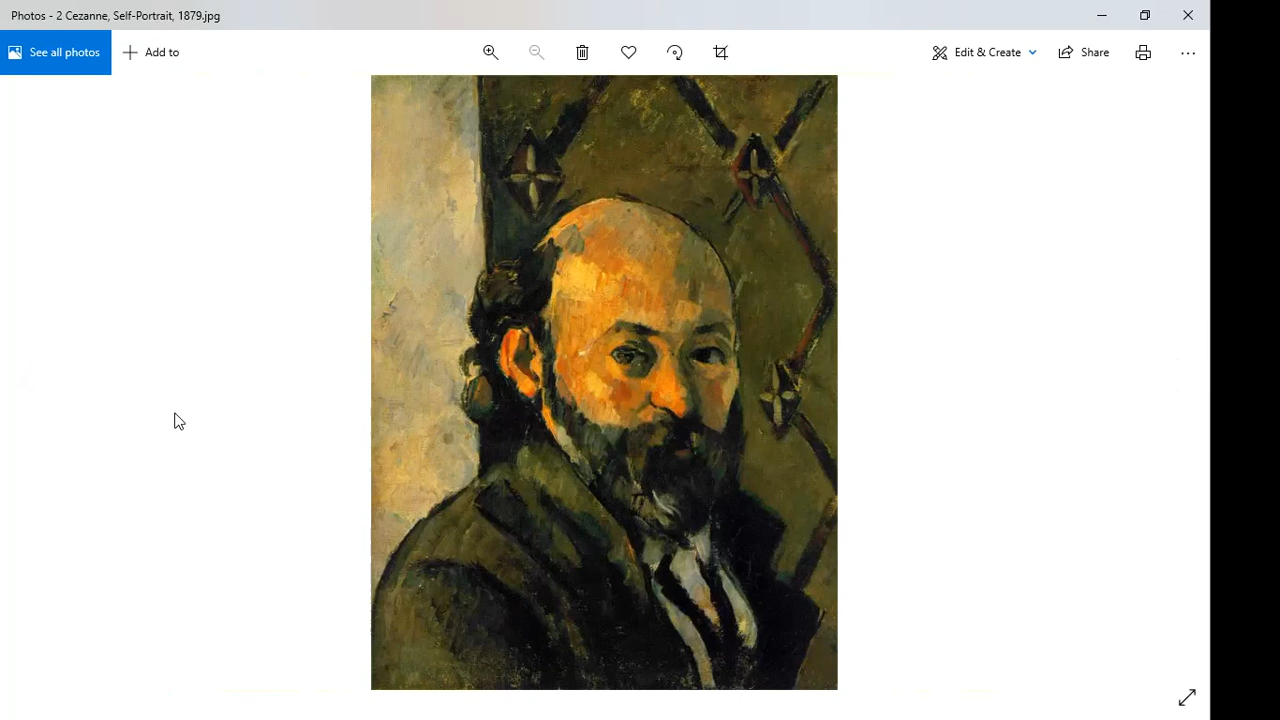 Photos - 2 Cezanne, Self-Portrait, 1879.jpg
See all photos
Add to
Edit & Create
Share